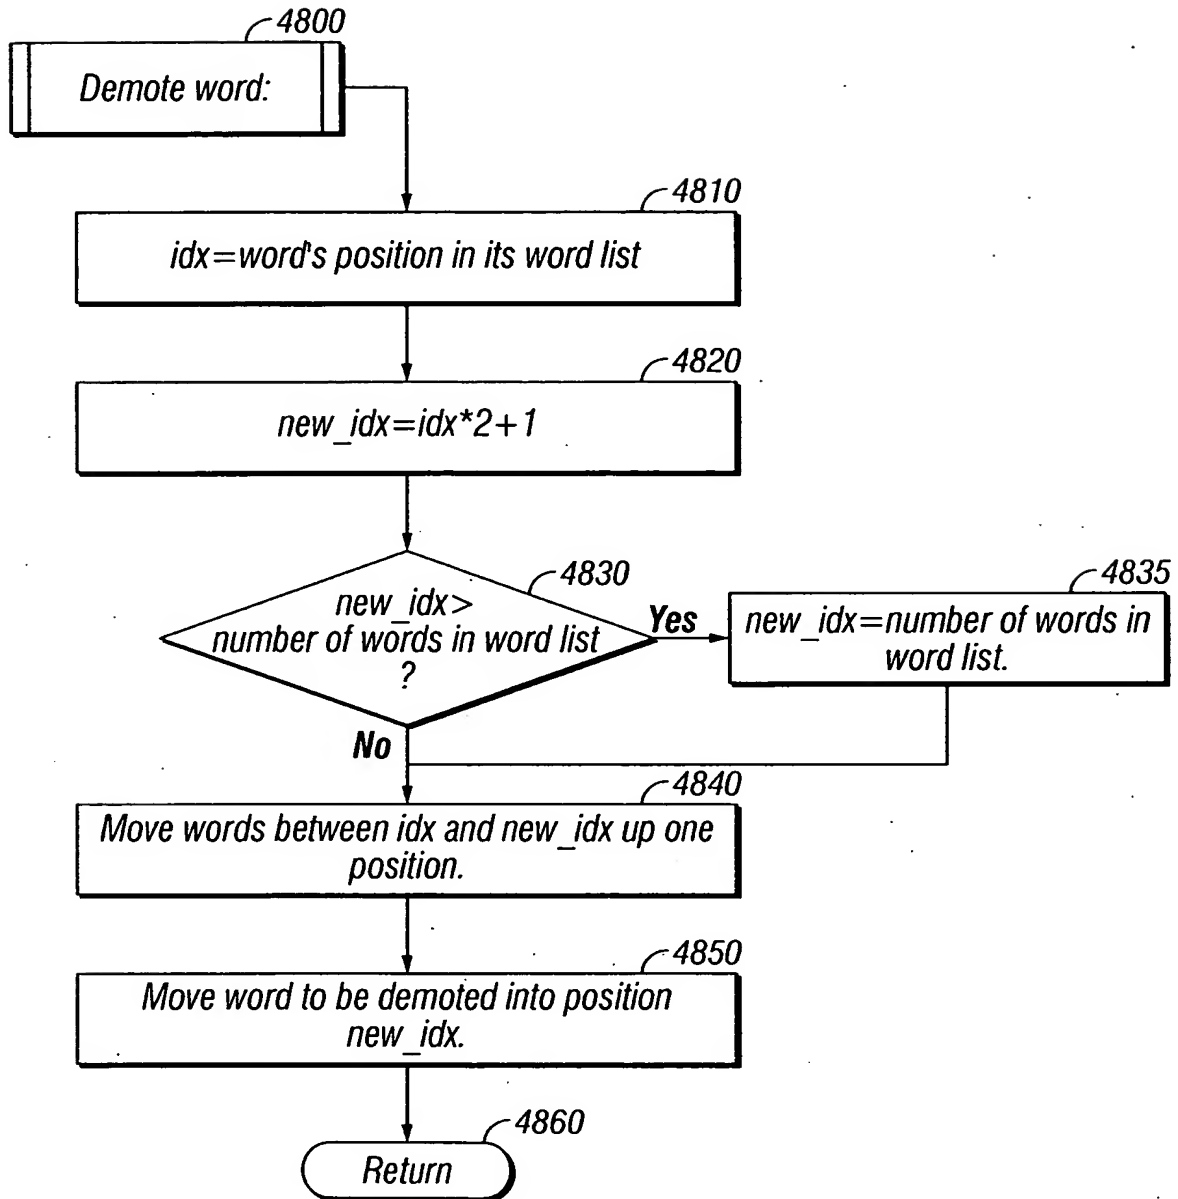 4800
Demote word:
4810
idx=word's position in its word list
4820
new_idx=idx*2+1
4830
new_idx>
number of words in word list
?
Yes
4835
new_idx=number of words in
word list.
No
4840
Move words between idx and new_idx up one
position.
4850
Move word to be demoted into position
new_idx.
4860
Return